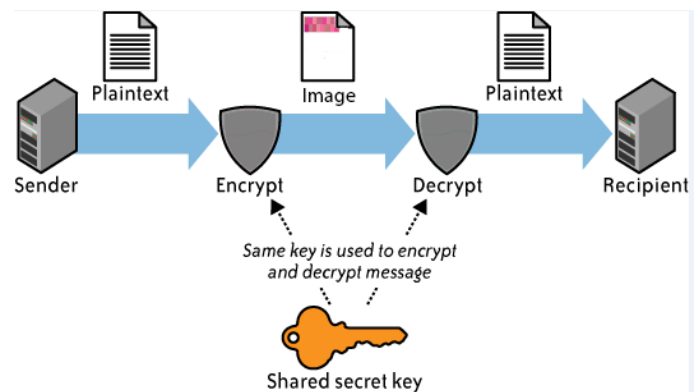 Plaintext
Image
Plaintext
Sender
Encrypt
Decrypt
Recipient
Same key is used to encrypt
and decrypt message
Shared secret key